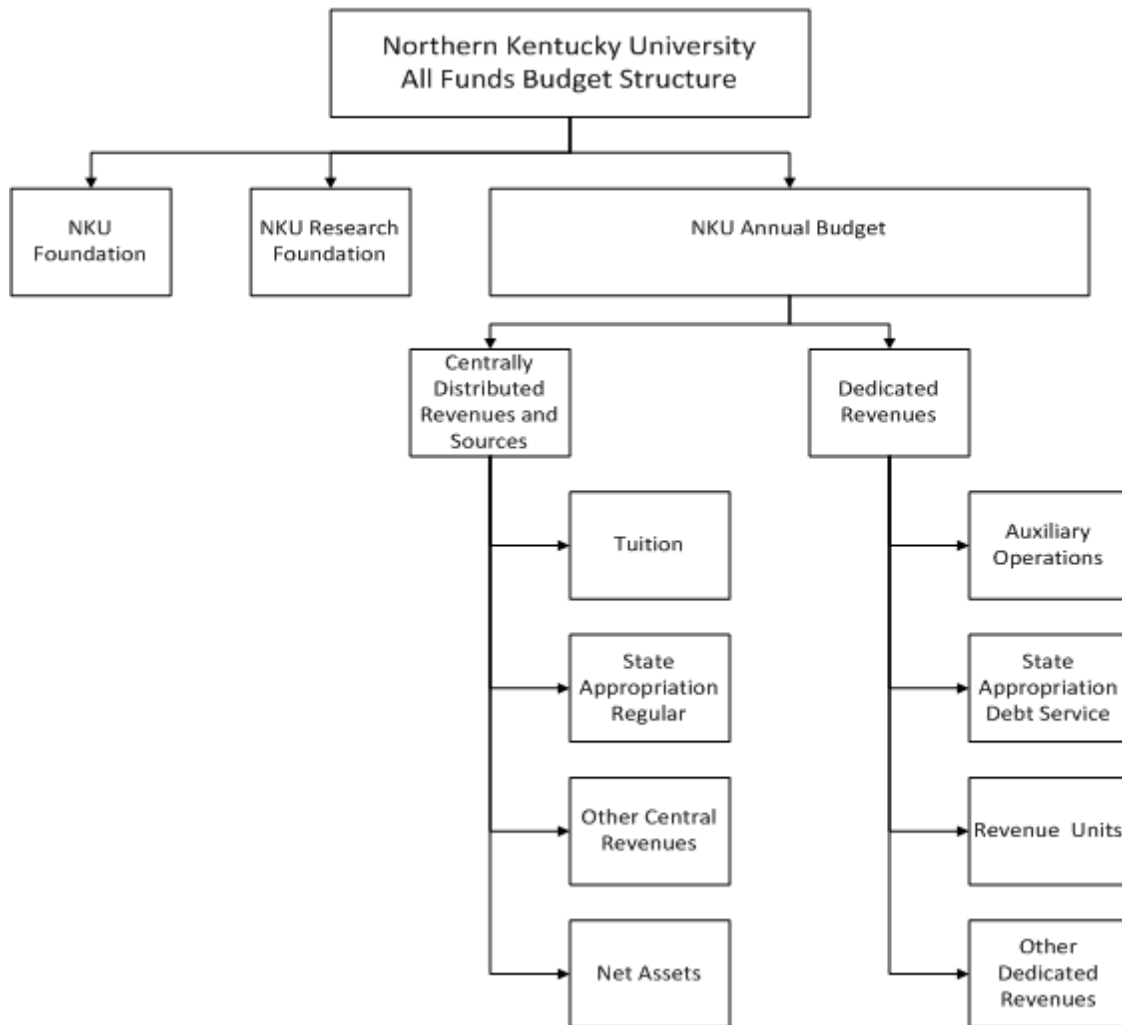 Northern Kentucky University
All Funds Budget Structure
NKU
Foundation
NKU Research
Foundation
NKU Annual Budget
Centrally
Distributed
Revenues and
Sources
Dedicated
Revenues
Tuition
State
Appropriation
Regular
Other Central
Revenues
Net Assets
Auxiliary
Operations
State
Appropriation
Debt Service
Revenue Units
Other
Dedicated
Revenues